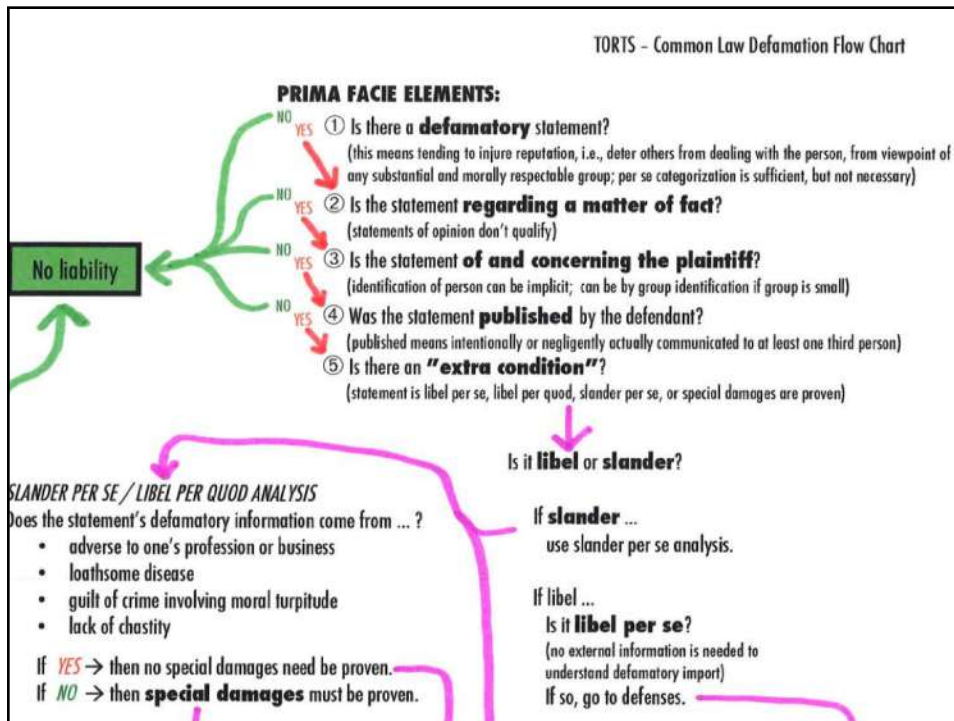 TORTS – Common Law Defamation Flow Chart
PRIMA FACIE ELEMENTS:
NO
YES ① Is there a defamatory statement?
(this means tending to injure reputation, i.e., deter others from dealing with the person, from viewpoint of
any substantial and morally respectable group; per se categorization is sufficient, but not necessary)
NO
YES ② Is the statement regarding a matter of fact?
(statements of opinion don't qualify)
NO
YES ③ Is the statement of and concerning the plaintiff?
(identification of person can be implicit; can be by group identification if group is small)
NO
YES ④ Was the statement published by the defendant?
(published means intentionally or negligently actually communicated to at least one third person)
⑤ Is there an "extra condition"?
(statement is libel per se, libel per quod, slander per se, or special damages are proven)
No liability
Is it libel or slander?
If slander ...
use slander per se analysis.
If libel ...
Is it libel per se?
(no external information is needed to
understand defamatory import)
If so, go to defenses.
SLANDER PER SE / LIBEL PER QUOD ANALYSIS
Does the statement's defamatory information come from ... ?
• adverse to one's profession or business
• loathsome disease
• guilt of crime involving moral turpitude
• lack of chastity
If YES → then no special damages need be proven.
If NO → then special damages must be proven.